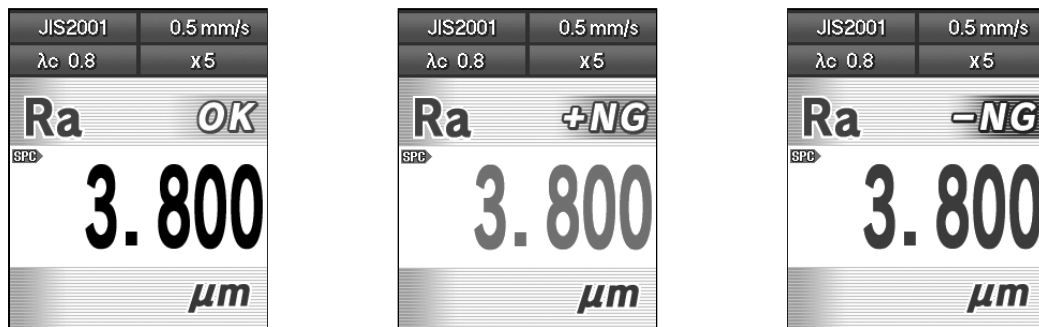 JIS2001 0.5 mm/s
λc 0.8 x5
Ra OK
SPC
3.800
μm
JIS2001 0.5 mm/s
λc 0.8 x5
Ra +NG
SPC
3.800
μm
JIS2001 0.5 mm/s
λc 0.8 x5
Ra -NG
SPC
3.800
μm